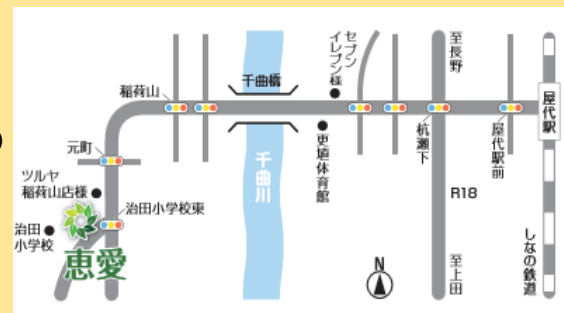 稲荷山
千曲橋
セブン
イレブン様
至長野
屋代駅
元町
更埴体育館
杭瀬下
屋代駅前
千曲川
ツルヤ
稲荷山店様
R18
治田小学校東
治田
小学校
恵愛
N
至上田
しなの鉄道